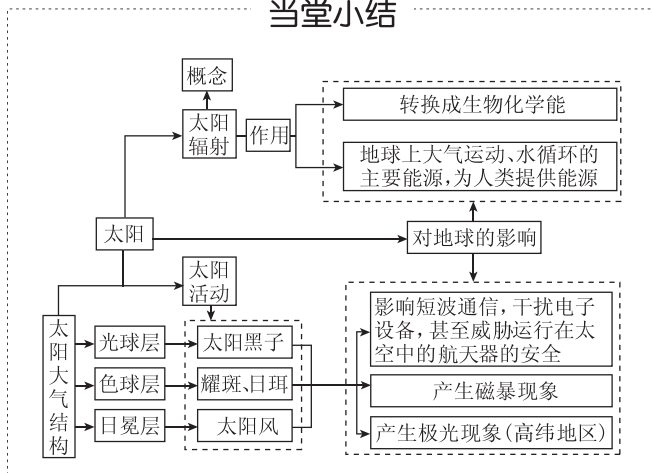 当堂小结
概念
太阳
辐射
作用
转换成生物化学能
地球上大气运动、水循环的
主要能源,为人类提供能源
太阳
对地球的影响
太阳
活动
太阳大气结构
光球层
太阳黑子
色球层
耀斑、日珥
日冕层
太阳风
影响短波通信,干扰电子
设备,甚至威胁运行在太
空中的航天器的安全
产生磁暴现象
产生极光现象(高纬地区)